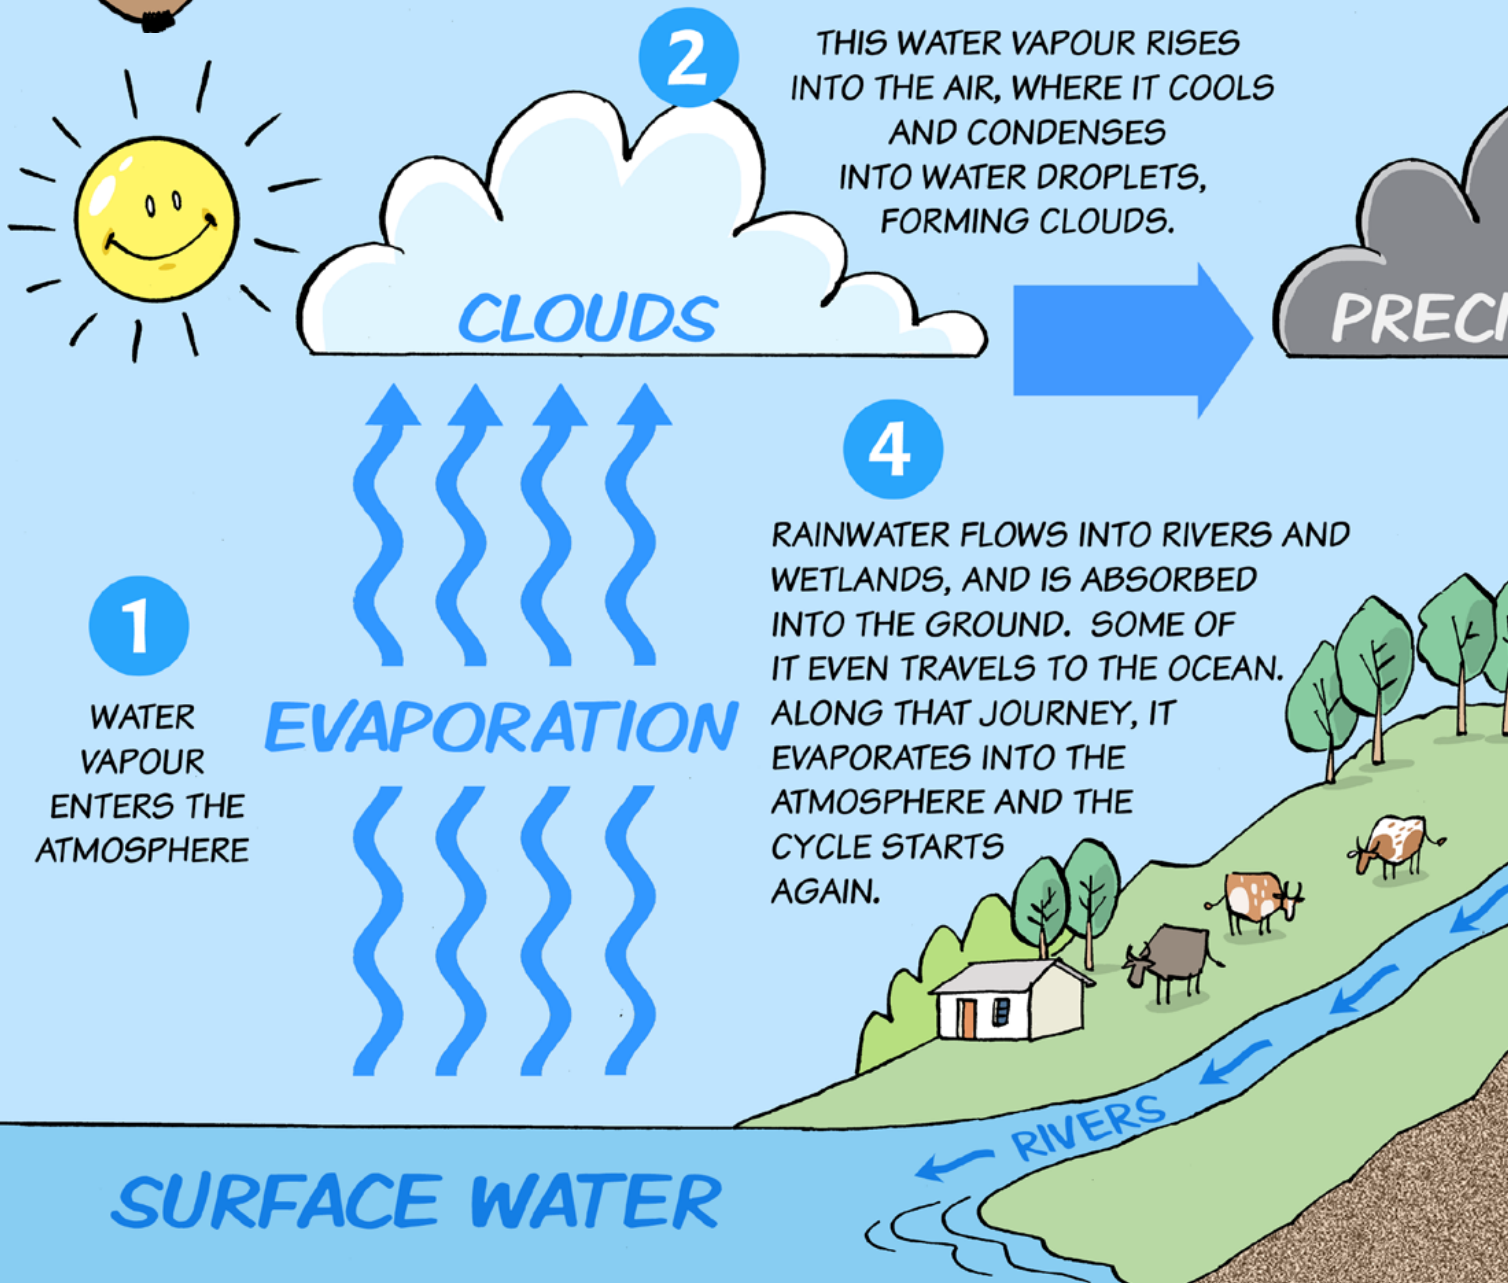 2
THIS WATER VAPOUR RISES
INTO THE AIR, WHERE IT COOLS
AND CONDENSES
INTO WATER DROPLETS,
FORMING CLOUDS.
CLOUDS
4
RAINWATER FLOWS INTO RIVERS AND
WETLANDS, AND IS ABSORBED
INTO THE GROUND. SOME OF
IT EVEN TRAVELS TO THE OCEAN.
ALONG THAT JOURNEY, IT
EVAPORATES INTO THE
ATMOSPHERE AND THE
CYCLE STARTS
AGAIN.
1
WATER
VAPOUR
ENTERS THE
ATMOSPHERE
EVAPORATION
RIVERS
SURFACE WATER